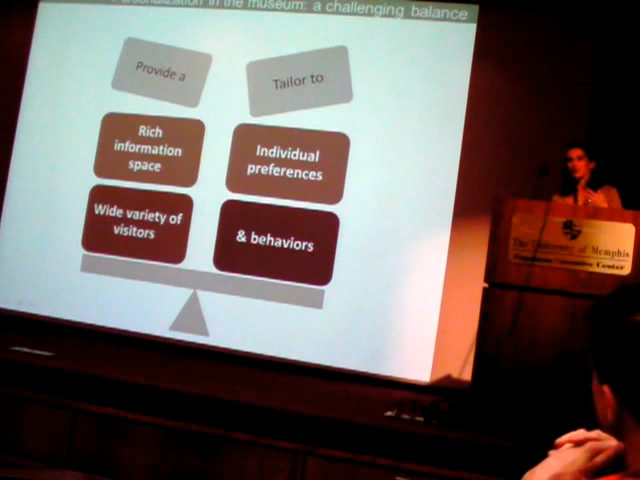 in the museum: a challenging balance
Provide a
Tailor to
Rich
information
space
Individual
preferences
Wide variety of
visitors
& behaviors
The University of Memphis
Center